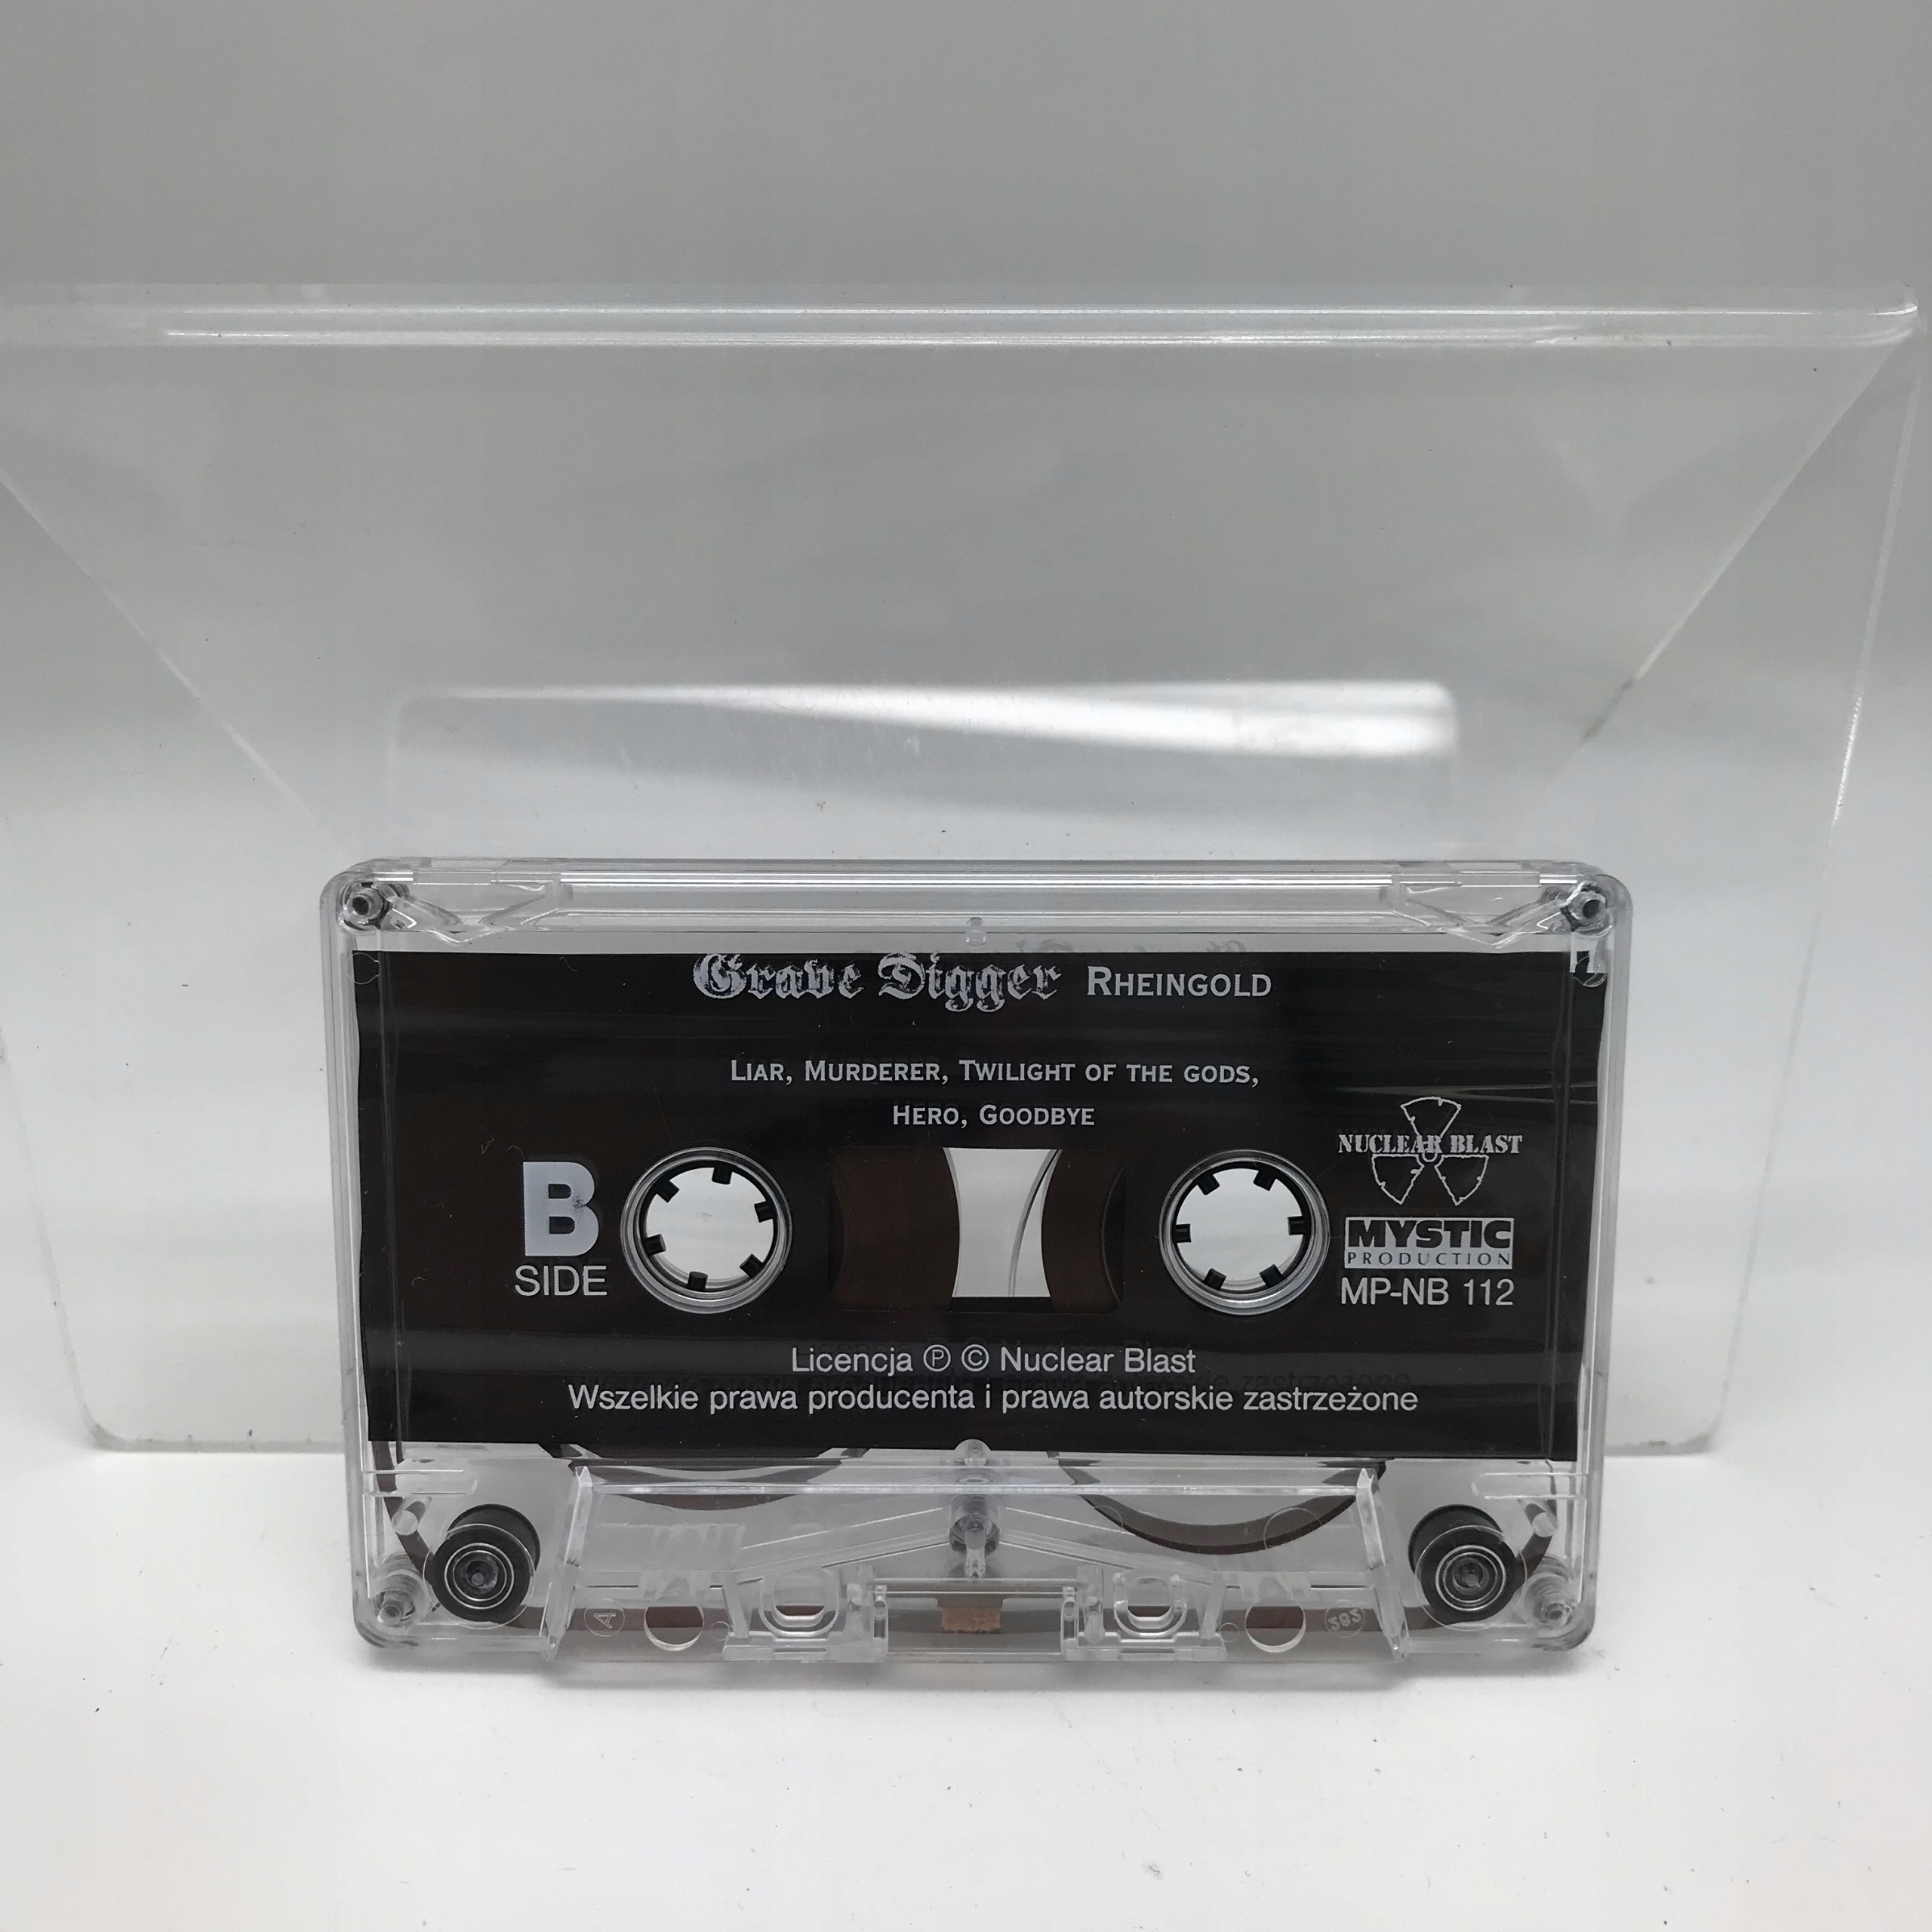 Grave Digger RHEINGOLD
LIAR, MURDERER, TWILIGHT OF THE GODS,
HERO, GOODBYE
NUCLEAR BLAST
B
SIDE
MYSTIC
PRODUCTION
MP-NB 112
Licencja ℗ © Nuclear Blast
Wszelkie prawa producenta i prawa autorskie zastrzeżone